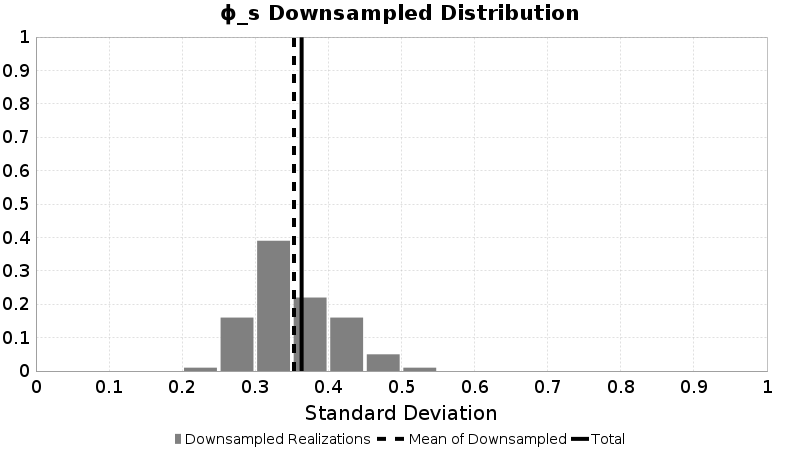 ϕ_s Downsampled Distribution
1
0.9
0.8
0.7
0.6
0.5
0.4
0.3
0.2
0.1
0
0 0.1 0.2 0.3 0.4 0.5 0.6 0.7 0.8 0.9 1
Standard Deviation
Downsampled Realizations Mean of Downsampled Total